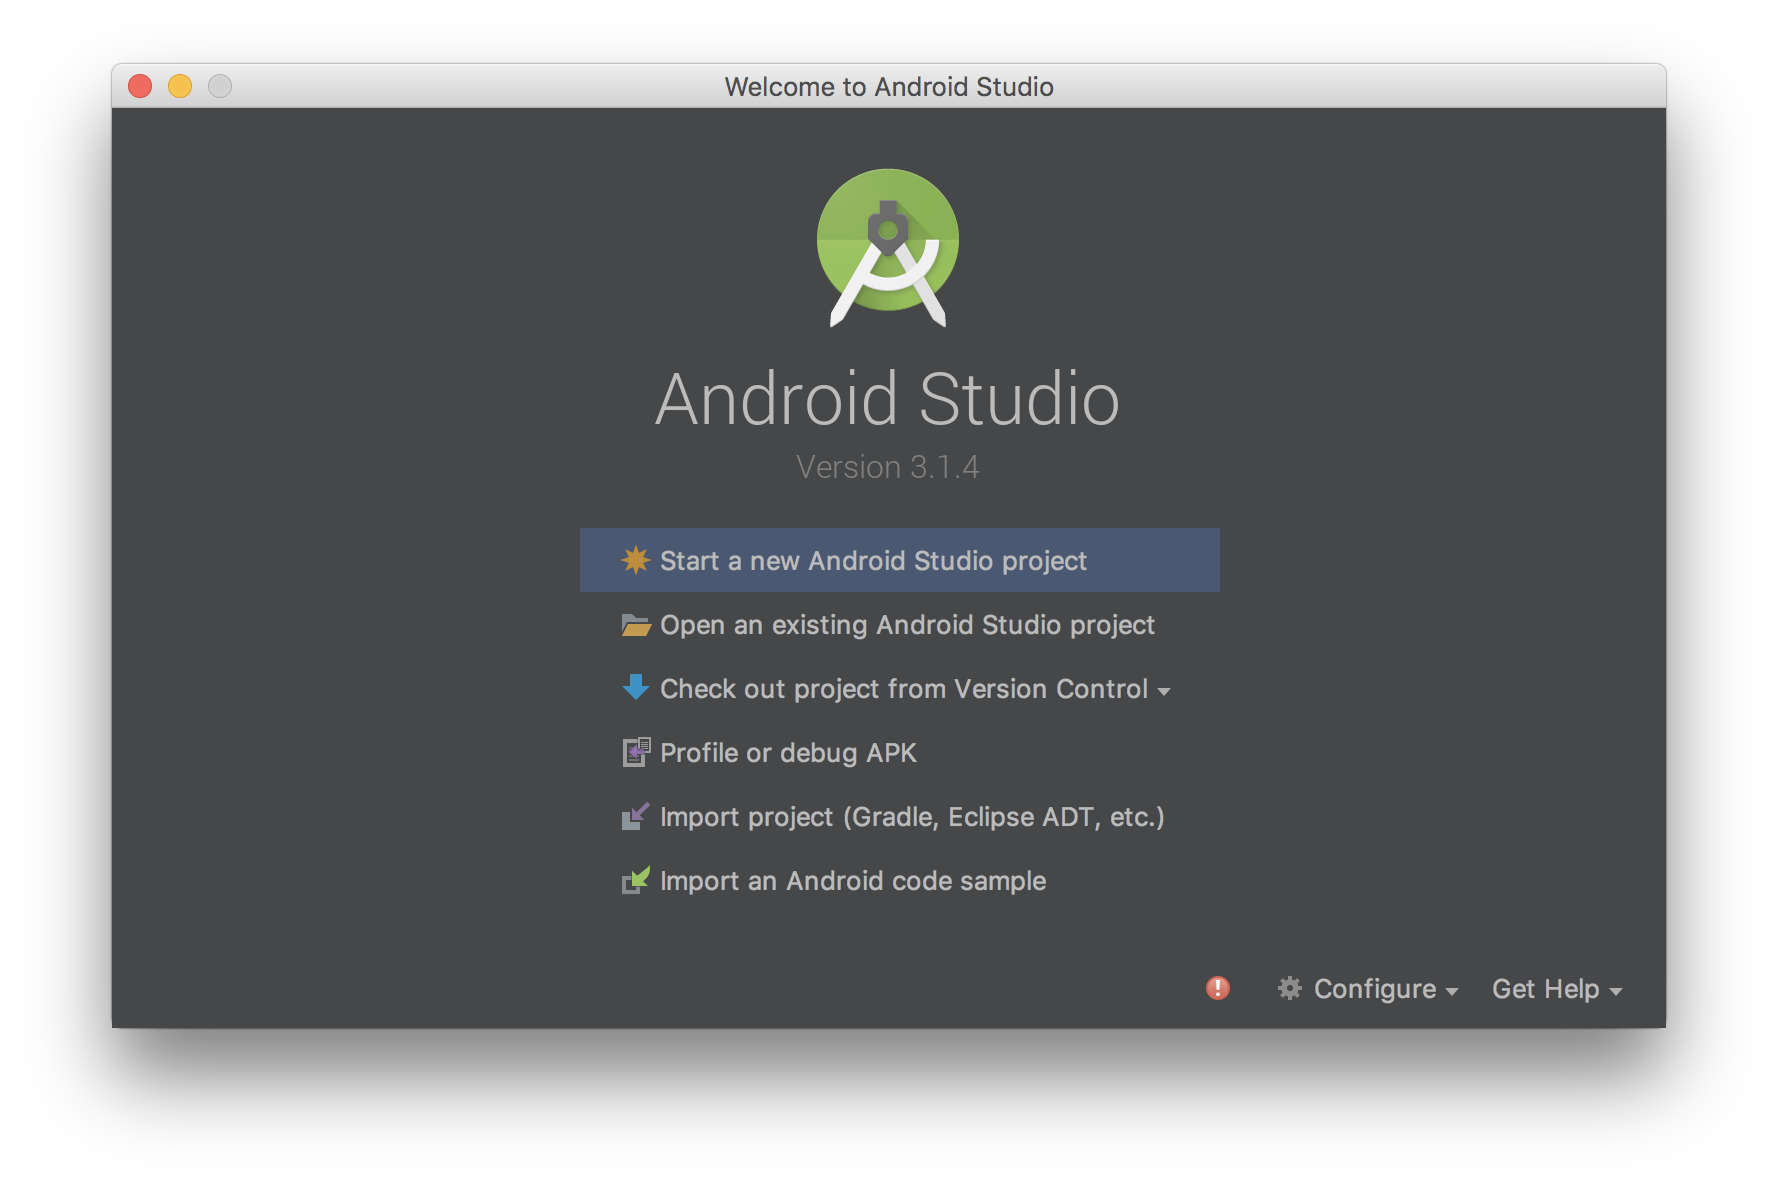 Welcome to Android Studio
Android Studio
Version 3.1.4
Start a new Android Studio project
Open an existing Android Studio project
Check out project from Version Control
Profile or debug APK
Import project (Gradle, Eclipse ADT, etc.)
Import an Android code sample
Configure Get Help